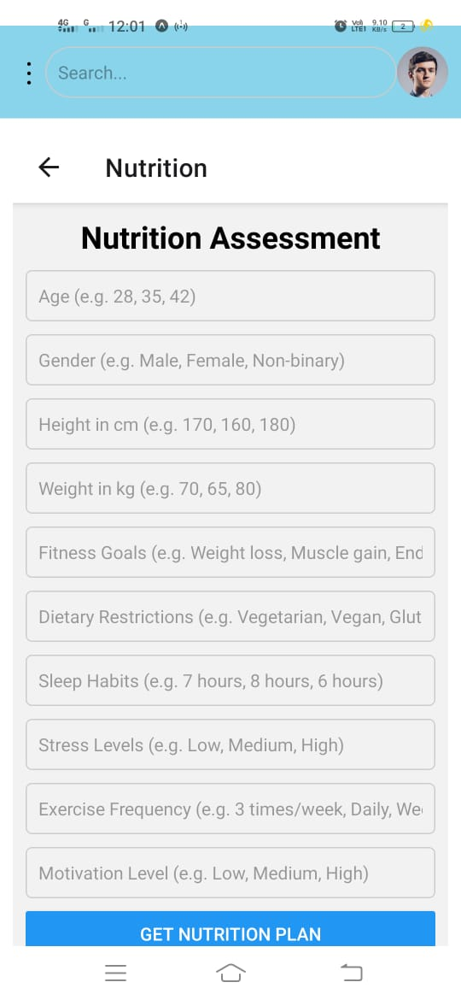 4G G 12:01 Vo) LTE1 9.10 KB/s 2
Search...
Nutrition
Nutrition Assessment
Age (e.g. 28, 35, 42)
Gender (e.g. Male, Female, Non-binary)
Height in cm (e.g. 170, 160, 180)
Weight in kg (e.g. 70, 65, 80)
Fitness Goals (e.g. Weight loss, Muscle gain, End
Dietary Restrictions (e.g. Vegetarian, Vegan, Glut
Sleep Habits (e.g. 7 hours, 8 hours, 6 hours)
Stress Levels (e.g. Low, Medium, High)
Exercise Frequency (e.g. 3 times/week, Daily, We
Motivation Level (e.g. Low, Medium, High)
GET NUTRITION PLAN